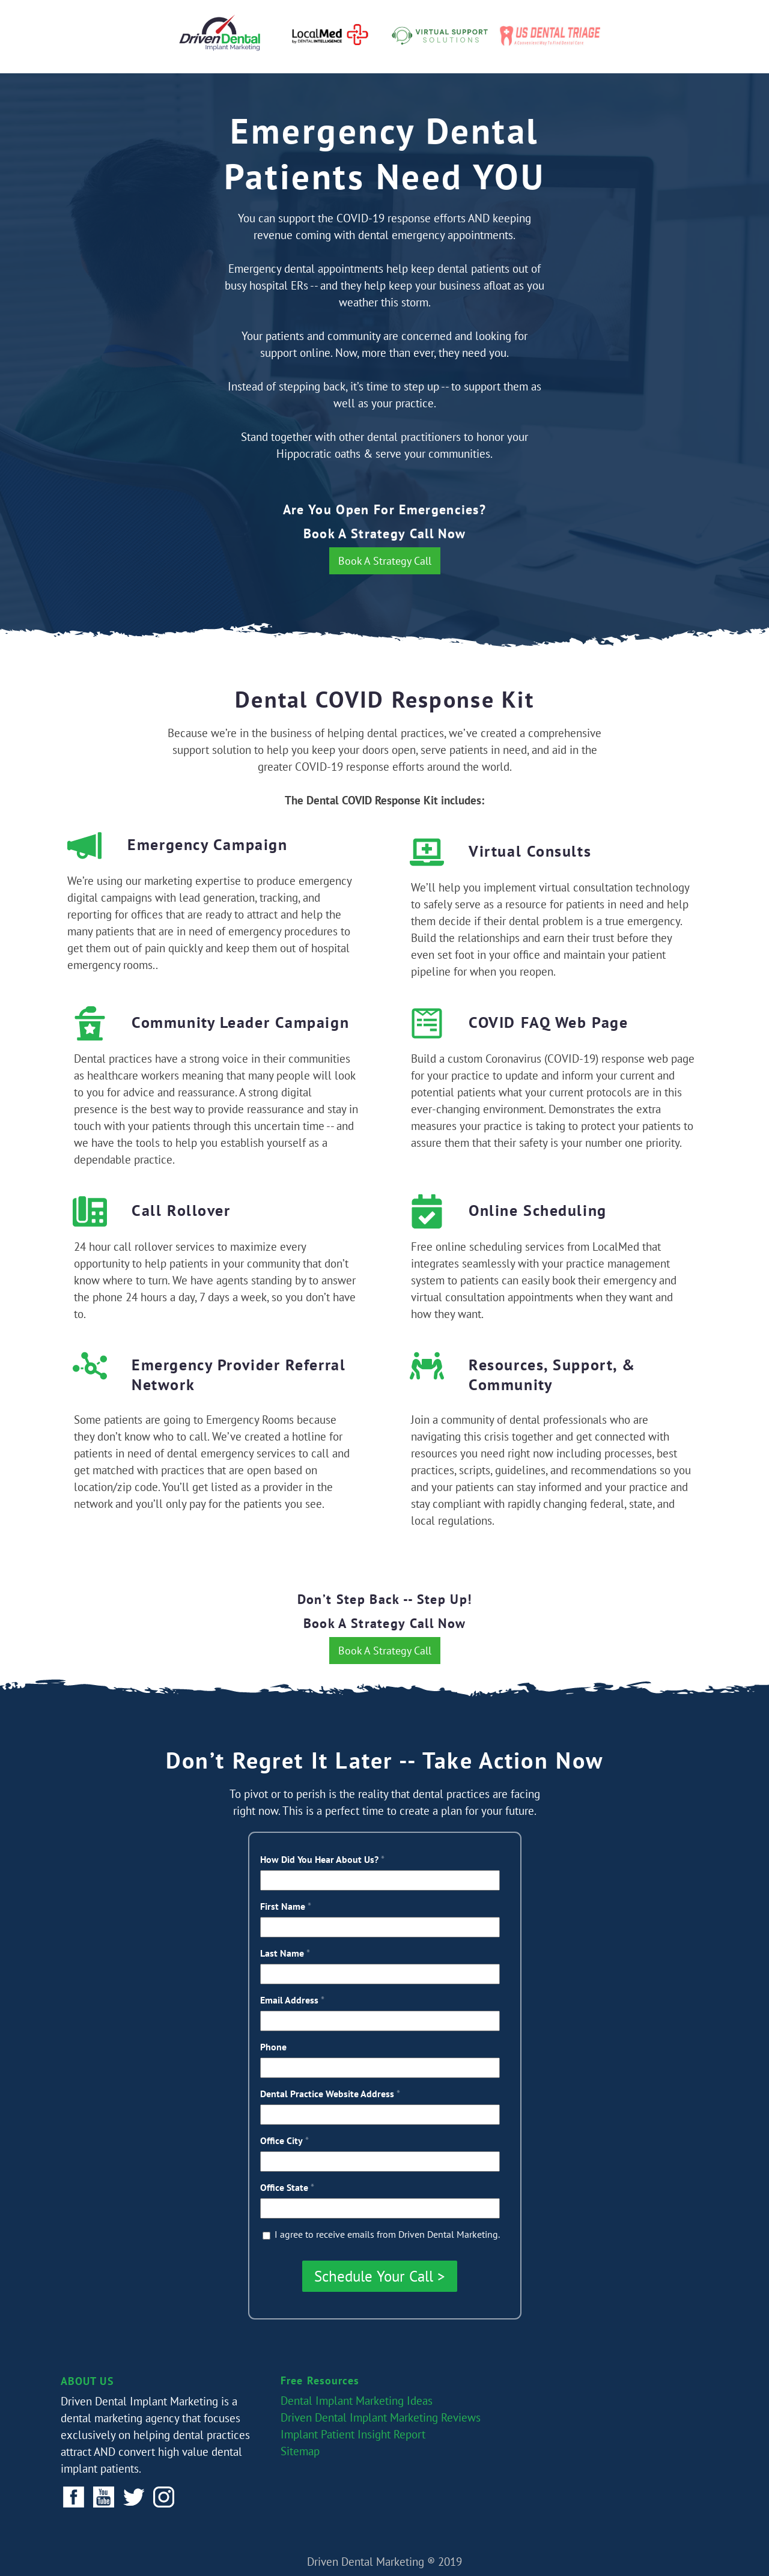 DrivenDental
Implant Marketing
LocalMed
by DENTAL INTELLIGENCE
VIRTUAL SUPPORT
SOLUTIONS
US DENTAL TRIAGE
A Convenient Way To Find Dental Care
Emergency Dental
Patients Need YOU
You can support the COVID-19 response efforts AND keeping
revenue coming with dental emergency appointments.
Emergency dental appointments help keep dental patients out of
busy hospital ERs -- and they help keep your business afloat as you
weather this storm.
Your patients and community are concerned and looking for
support online. Now, more than ever, they need you.
Instead of stepping back, it’s time to step up -- to support them as
well as your practice.
Stand together with other dental practitioners to honor your
Hippocratic oaths & serve your communities.
Are You Open For Emergencies?
Book A Strategy Call Now
Book A Strategy Call
Dental COVID Response Kit
Because we’re in the business of helping dental practices, we’ve created a comprehensive
support solution to help you keep your doors open, serve patients in need, and aid in the
greater COVID-19 response efforts around the world.
The Dental COVID Response Kit includes:
Emergency Campaign
We’re using our marketing expertise to produce emergency
digital campaigns with lead generation, tracking, and
reporting for offices that are ready to attract and help the
many patients that are in need of emergency procedures to
get them out of pain quickly and keep them out of hospital
emergency rooms..
Virtual Consults
We’ll help you implement virtual consultation technology
to safely serve as a resource for patients in need and help
them decide if their dental problem is a true emergency.
Build the relationships and earn their trust before they
even set foot in your office and maintain your patient
pipeline for when you reopen.
Community Leader Campaign
Dental practices have a strong voice in their communities
as healthcare workers meaning that many people will look
to you for advice and reassurance. A strong digital
presence is the best way to provide reassurance and stay in
touch with your patients through this uncertain time -- and
we have the tools to help you establish yourself as a
dependable practice.
COVID FAQ Web Page
Build a custom Coronavirus (COVID-19) response web page
for your practice to update and inform your current and
potential patients what your current protocols are in this
ever-changing environment. Demonstrates the extra
measures your practice is taking to protect your patients to
assure them that their safety is your number one priority.
Call Rollover
24 hour call rollover services to maximize every
opportunity to help patients in your community that don’t
know where to turn. We have agents standing by to answer
the phone 24 hours a day, 7 days a week, so you don’t have
to.
Online Scheduling
Free online scheduling services from LocalMed that
integrates seamlessly with your practice management
system to patients can easily book their emergency and
virtual consultation appointments when they want and
how they want.
Emergency Provider Referral
Network
Some patients are going to Emergency Rooms because
they don’t know who to call. We’ve created a hotline for
patients in need of dental emergency services to call and
get matched with practices that are open based on
location/zip code. You’ll get listed as a provider in the
network and you’ll only pay for the patients you see.
Resources, Support, &
Community
Join a community of dental professionals who are
navigating this crisis together and get connected with
resources you need right now including processes, best
practices, scripts, guidelines, and recommendations so you
and your patients can stay informed and your practice and
stay compliant with rapidly changing federal, state, and
local regulations.
Don’t Step Back -- Step Up!
Book A Strategy Call Now
Book A Strategy Call
Don’t Regret It Later -- Take Action Now
To pivot or to perish is the reality that dental practices are facing
right now. This is a perfect time to create a plan for your future.
How Did You Hear About Us? *
First Name *
Last Name *
Email Address *
Phone
Dental Practice Website Address *
Office City *
Office State *
I agree to receive emails from Driven Dental Marketing.
Schedule Your Call >
ABOUT US
Driven Dental Implant Marketing is a
dental marketing agency that focuses
exclusively on helping dental practices
attract AND convert high value dental
implant patients.
You
Tube
Free Resources
Dental Implant Marketing Ideas
Driven Dental Implant Marketing Reviews
Implant Patient Insight Report
Sitemap
Driven Dental Marketing ® 2019